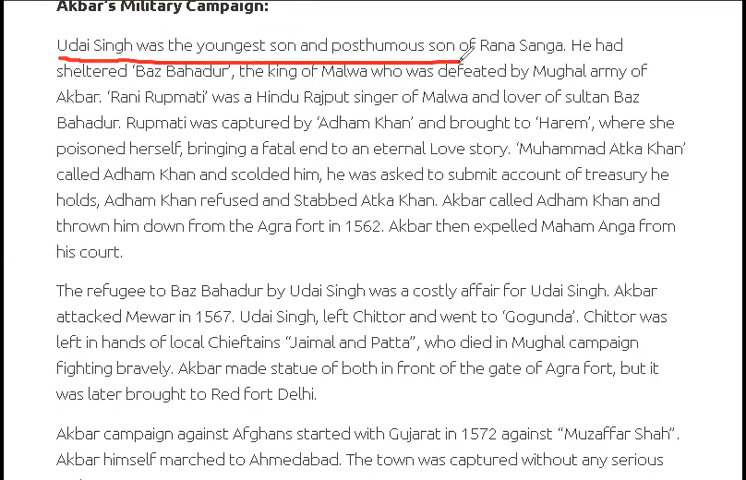 Akbar's Military Campaign:
Udai Singh was the youngest son and posthumous son of Rana Sanga. He had
sheltered ‘Baz Bahadur’, the king of Malwa who was defeated by Mughal army of
Akbar. ‘Rani Rupmati’ was a Hindu Rajput singer of Malwa and lover of sultan Baz
Bahadur. Rupmati was captured by ‘Adham Khan’ and brought to ‘Harem’, where she
poisoned herself, bringing a fatal end to an eternal Love story. ‘Muhammad Atka Khan’
called Adham Khan and scolded him, he was asked to submit account of treasury he
holds, Adham Khan refused and Stabbed Atka Khan. Akbar called Adham Khan and
thrown him down from the Agra fort in 1562. Akbar then expelled Maham Anga from
his court.
The refugee to Baz Bahadur by Udai Singh was a costly affair for Udai Singh. Akbar
attacked Mewar in 1567. Udai Singh, left Chittor and went to ‘Gogunda’. Chittor was
left in hands of local Chieftains “Jaimal and Patta”, who died in Mughal campaign
fighting bravely. Akbar made statue of both in front of the gate of Agra fort, but it
was later brought to Red fort Delhi.
Akbar campaign against Afghans started with Gujarat in 1572 against “Muzaffar Shah”.
Akbar himself marched to Ahmedabad. The town was captured without any serious